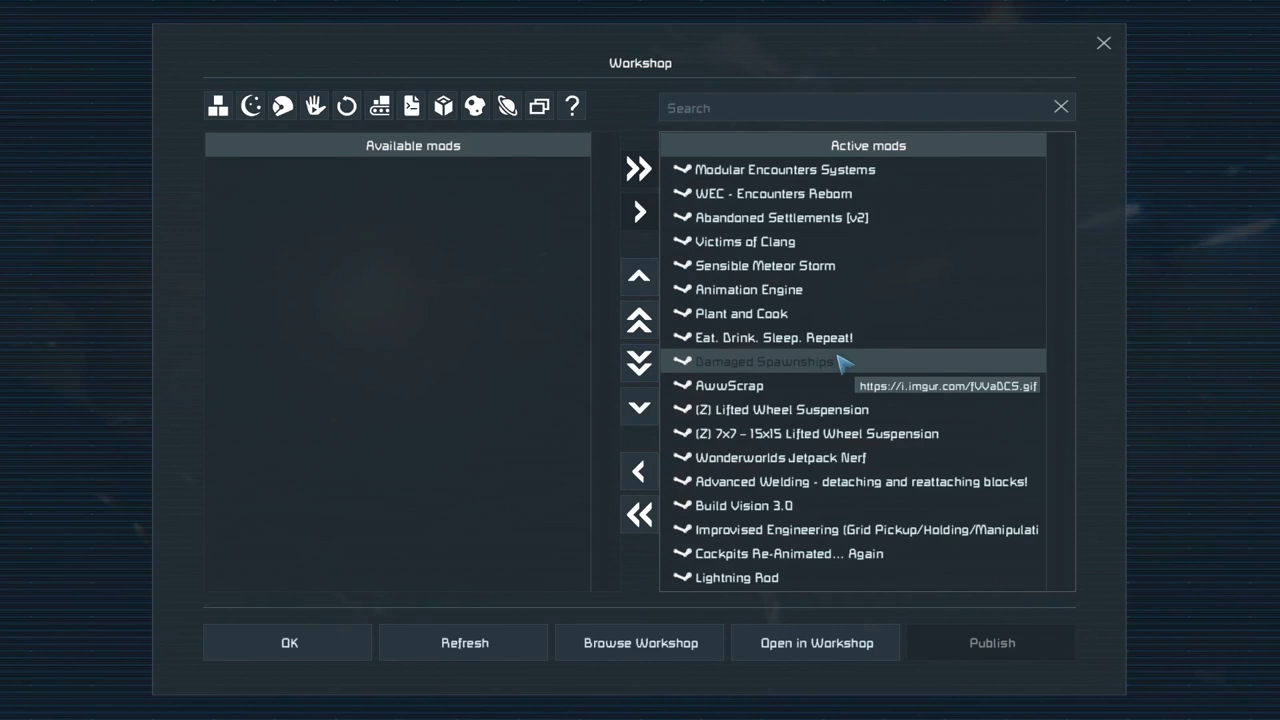 Workshop
?
Search
Available mods
Active mods
Modular Encounters Systems
WEC - Encounters Reborn
Abandoned Settlements [v2]
Victims of Clang
Sensible Meteor Storm
Animation Engine
Plant and Cook
Eat. Drink. Sleep. Repeat!
Damaged Spawnships
AwwScrap
https://i.imgur.com/fVVaDCS.gif
(Z) Lifted Wheel Suspension
(Z) 7x7 - 15x15 Lifted Wheel Suspension
Wonderworlds Jetpack Nerf
Advanced Welding - detaching and reattaching blocks!
Build Vision 3.0
Improvised Engineering (Grid Pickup/Holding/Manipulati
Cockpits Re-Animated... Again
Lightning Rod
OK
Refresh
Browse Workshop
Open in Workshop
Publish